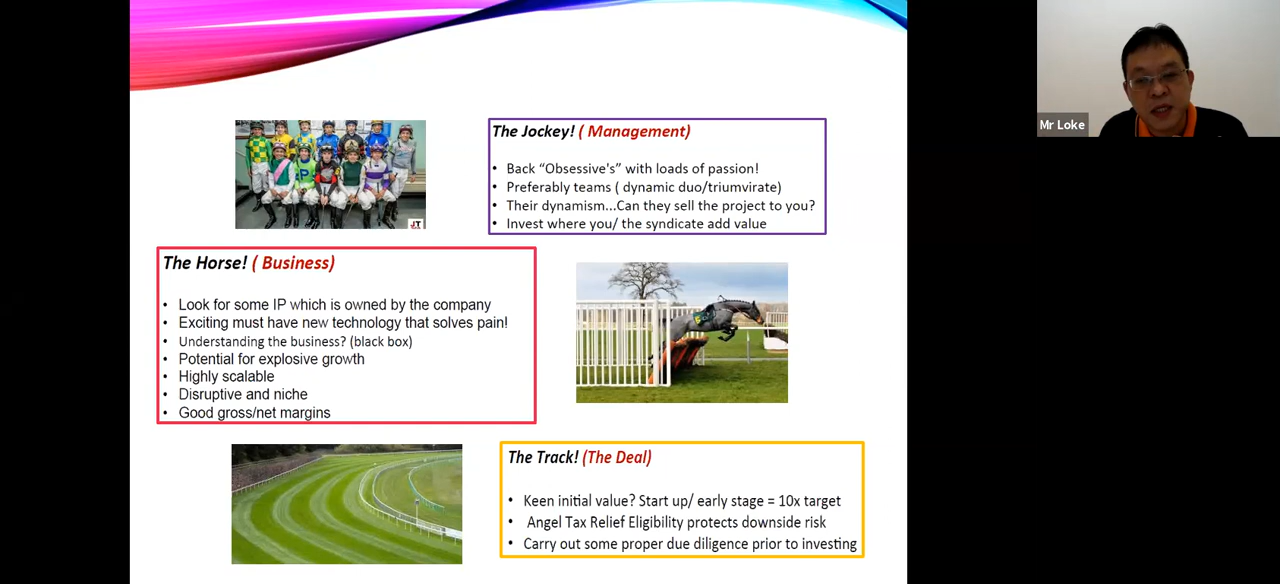 The Jockey! ( Management)
• Back “Obsessive's” with loads of passion!
• Preferably teams ( dynamic duo/triumvirate)
• Their dynamism...Can they sell the project to you?
• Invest where you/ the syndicate add value
JT
The Horse! ( Business)
• Look for some IP which is owned by the company
• Exciting must have new technology that solves pain!
• Understanding the business? (black box)
• Potential for explosive growth
• Highly scalable
• Disruptive and niche
• Good gross/net margins
The Track! (The Deal)
• Keen initial value? Start up/ early stage = 10x target
• Angel Tax Relief Eligibility protects downside risk
• Carry out some proper due diligence prior to investing
Mr Loke